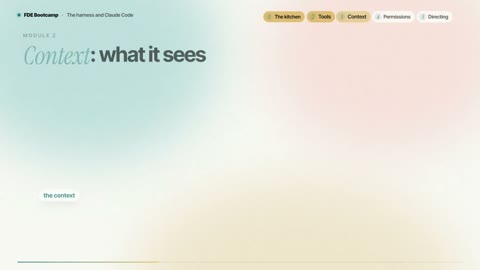 FDE Bootcamp · The harness and Claude Code
The kitchen
Tools
Context
Permissions
Directing
MODULE 2
Context: what it sees
the context